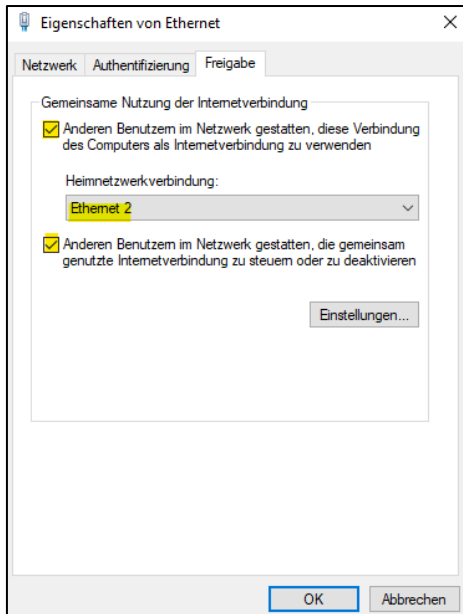 Eigenschaften von Ethernet
Netzwerk Authentifizierung Freigabe
Gemeinsame Nutzung der Internetverbindung
Anderen Benutzern im Netzwerk gestatten, diese Verbindung
des Computers als Internetverbindung zu verwenden
Heimnetzwerkverbindung:
Ethernet 2
Anderen Benutzern im Netzwerk gestatten, die gemeinsam
genutzte Internetverbindung zu steuern oder zu deaktivieren
Einstellungen...
OK Abbrechen